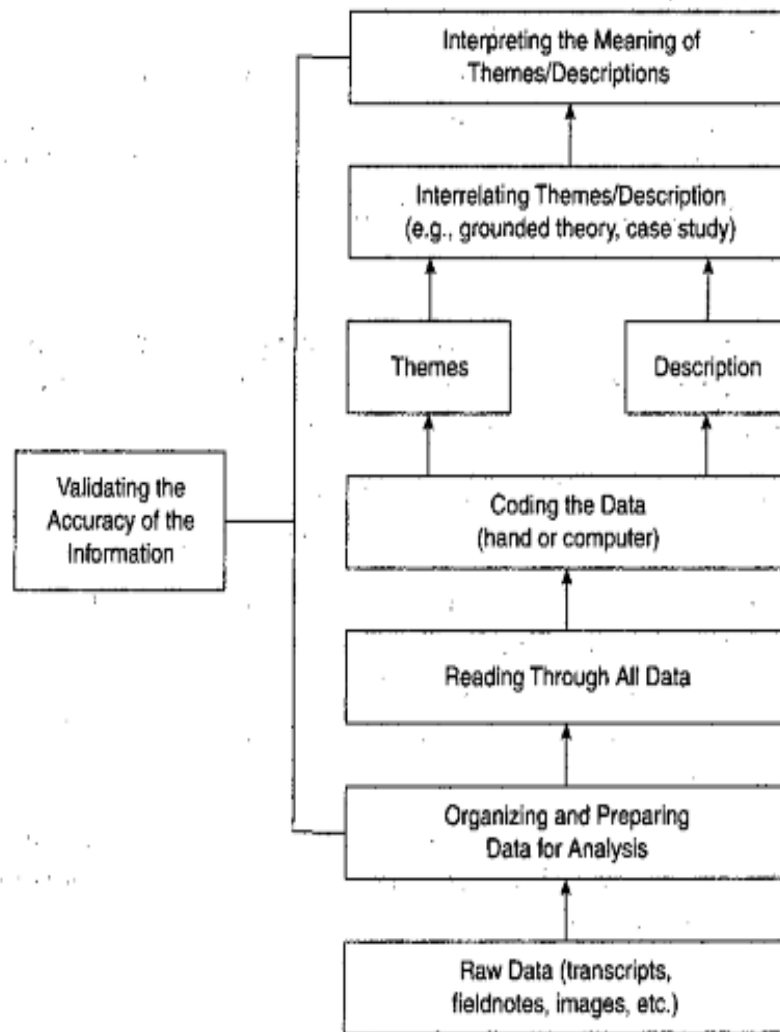 Interpreting the Meaning of
Themes/Descriptions
Interrelating Themes/Description
(e.g., grounded theory, case study)
Themes
Description
Validating the
Accuracy of the
Information
Coding the Data
(hand or computer)
Reading Through All Data
Organizing and Preparing
Data for Analysis
Raw Data (transcripts,
fieldnotes, images, etc.)